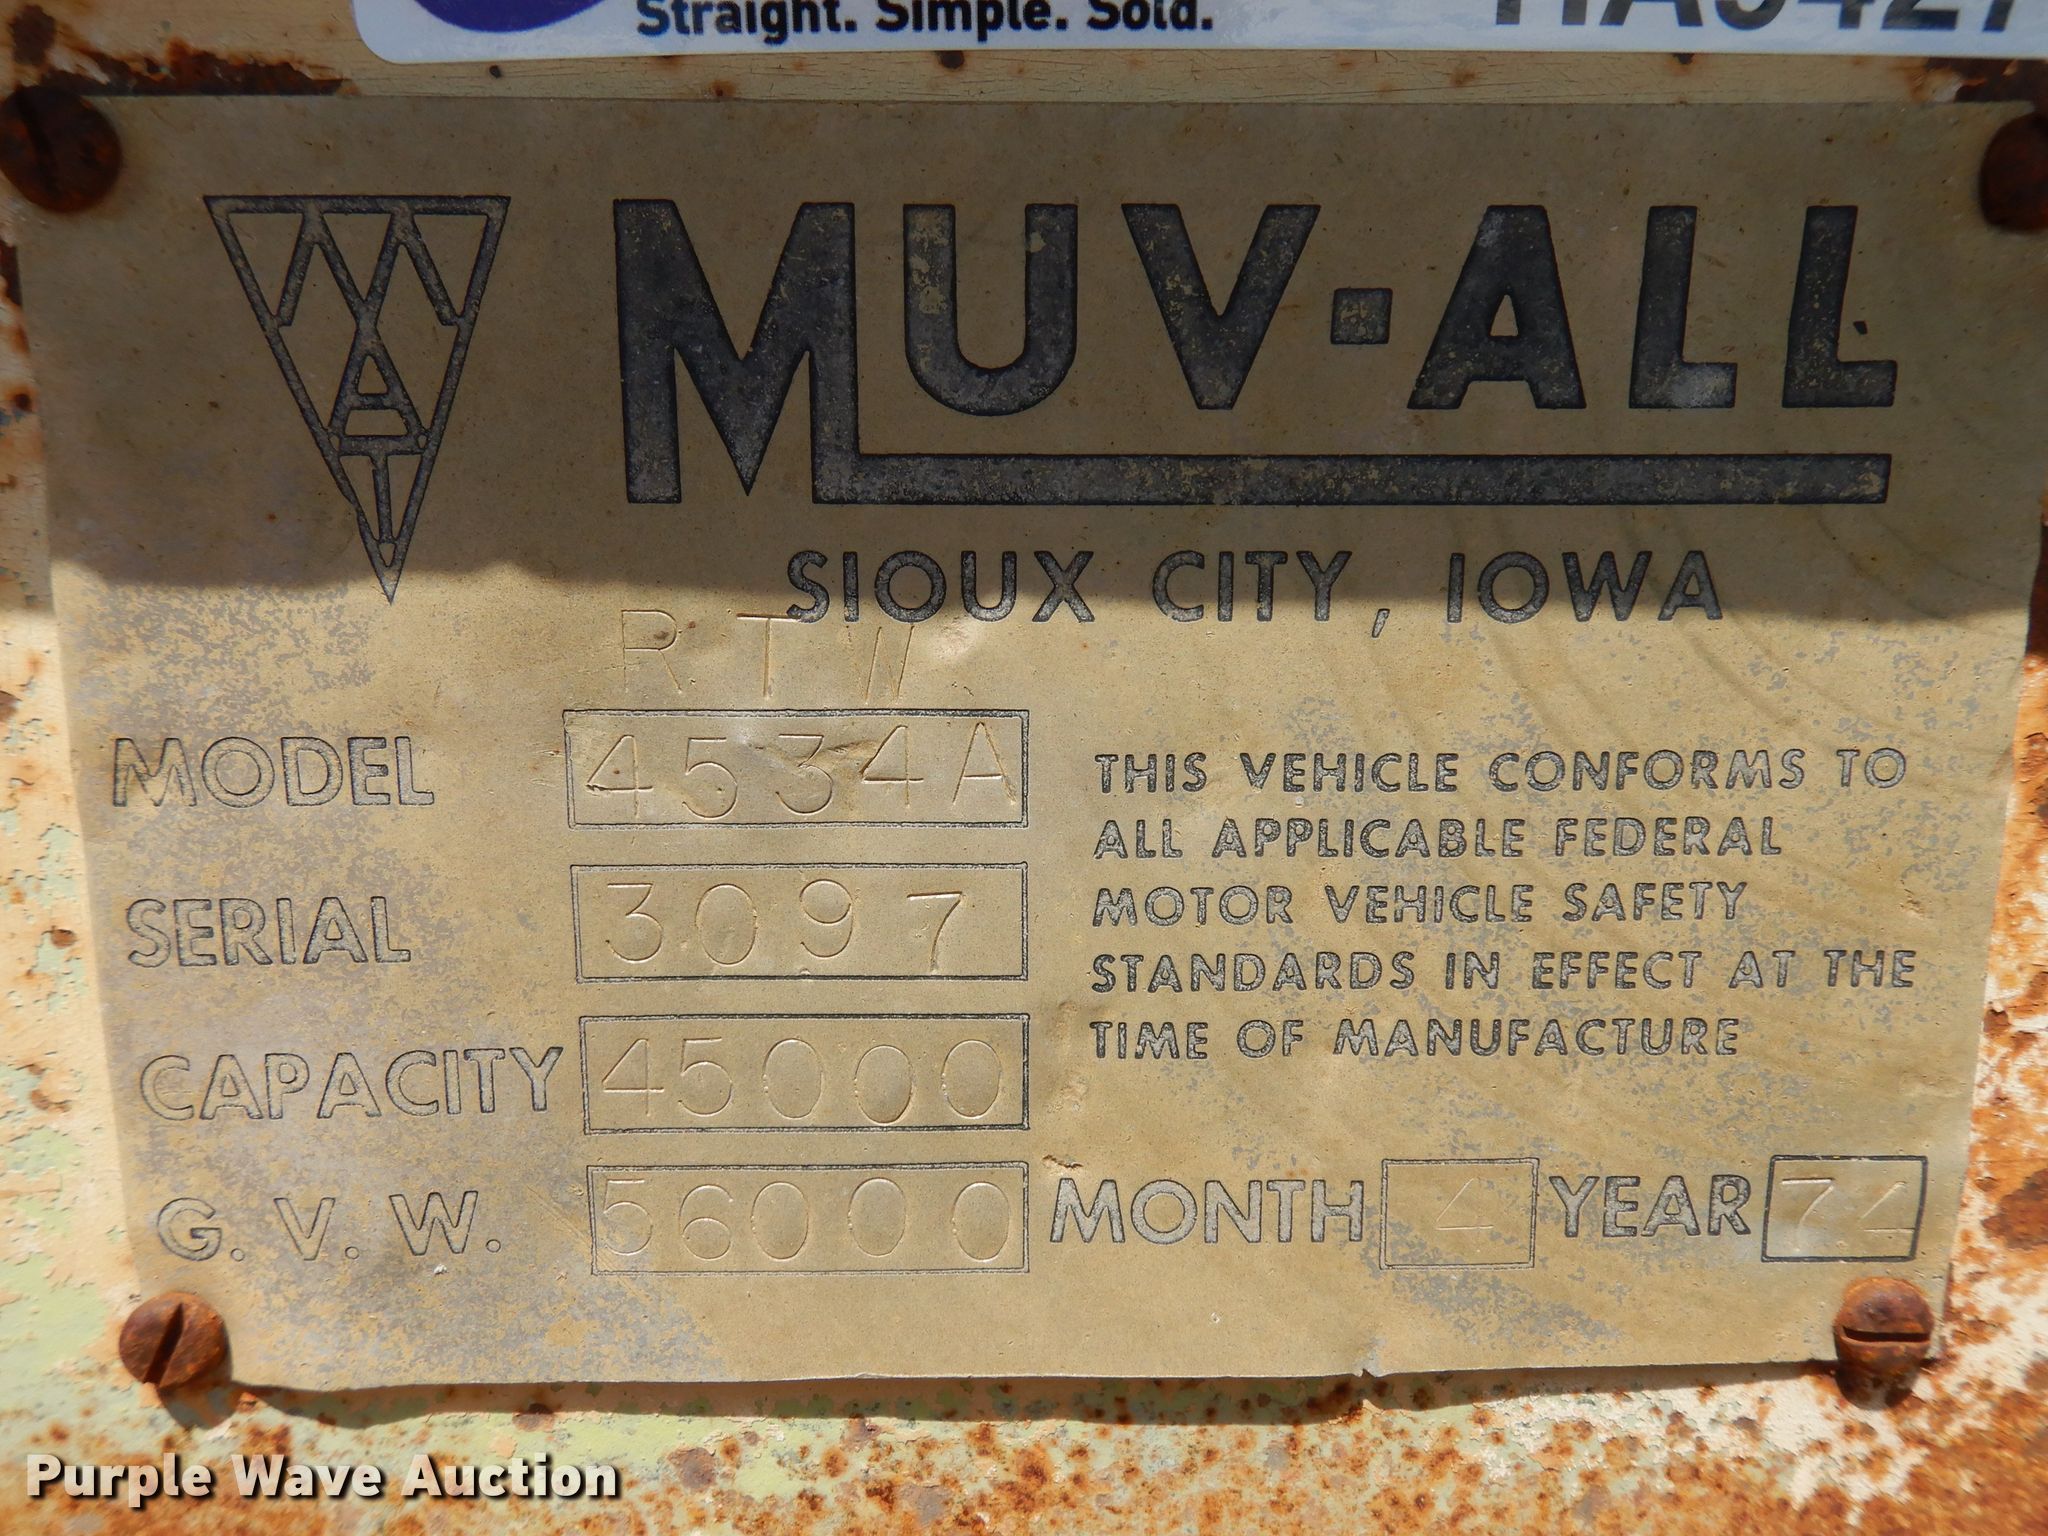 Straight. Simple. Sold.
WAT
MUV-ALL
SIOUX CITY, IOWA
RTW
MODEL 4534A
SERIAL 3097
CAPACITY 45000
G. V. W. 56000
THIS VEHICLE CONFORMS TO
ALL APPLICABLE FEDERAL
MOTOR VEHICLE SAFETY
STANDARDS IN EFFECT AT THE
TIME OF MANUFACTURE
MONTH 4 YEAR 74
Purple Wave Auction